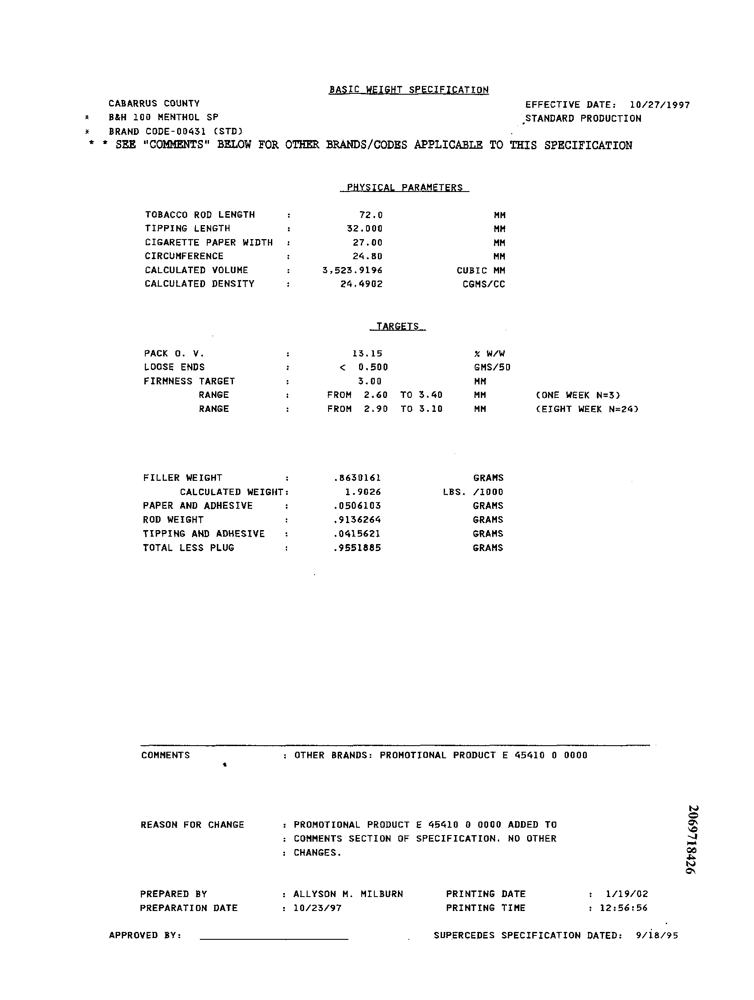 BASIC WEIGHT SPECIFICATION
CABARRUS COUNTY EFFECTIVE DATE: 10/27/1997
* B&H 100 MENTHOL SP STANDARD PRODUCTION
* BRAND CODE-00431 (STD)
* * SEE "COMMENTS" BELOW FOR OTHER BRANDS/CODES APPLICABLE TO THIS SPECIFICATION
PHYSICAL PARAMETERS
TOBACCO ROD LENGTH : 72.0 MM
TIPPING LENGTH : 32.000 MM
CIGARETTE PAPER WIDTH : 27.00 MM
CIRCUMFERENCE : 24.80 MM
CALCULATED VOLUME : 3,523.9196 CUBIC MM
CALCULATED DENSITY : 24.4902 CGMS/CC
TARGETS
PACK O. V. : 13.15 % W/W
LOOSE ENDS : < 0.500 GMS/50
FIRMNESS TARGET : 3.00 MM
RANGE : FROM 2.60 TO 3.40 MM (ONE WEEK N=3)
RANGE : FROM 2.90 TO 3.10 MM (EIGHT WEEK N=24)
FILLER WEIGHT : .8630161 GRAMS
CALCULATED WEIGHT: 1.9026 LBS. /1000
PAPER AND ADHESIVE : .0506103 GRAMS
ROD WEIGHT : .9136264 GRAMS
TIPPING AND ADHESIVE : .0415621 GRAMS
TOTAL LESS PLUG : .9551885 GRAMS
COMMENTS : OTHER BRANDS: PROMOTIONAL PRODUCT E 45410 0 0000
REASON FOR CHANGE : PROMOTIONAL PRODUCT E 45410 0 0000 ADDED TO
: COMMENTS SECTION OF SPECIFICATION. NO OTHER
: CHANGES.
2069718426
PREPARED BY : ALLYSON M. MILBURN PRINTING DATE : 1/19/02
PREPARATION DATE : 10/23/97 PRINTING TIME : 12:56:56
APPROVED BY: SUPERCEDES SPECIFICATION DATED: 9/18/95